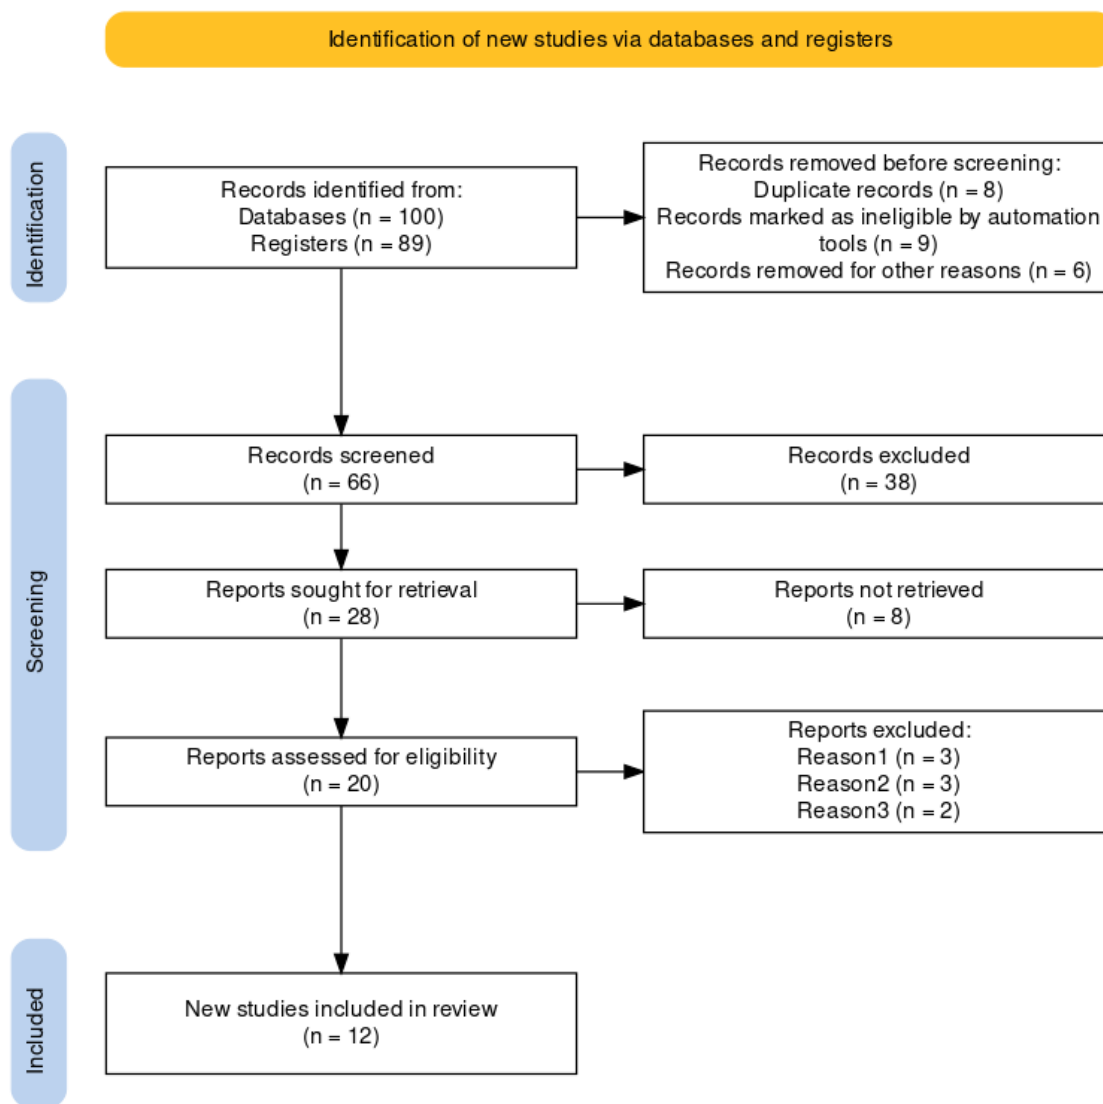 Identification of new studies via databases and registers
Identification
Records identified from:
Databases (n = 100)
Registers (n = 89)
Records removed before screening:
Duplicate records (n = 8)
Records marked as ineligible by automation
tools (n = 9)
Records removed for other reasons (n = 6)
Screening
Records screened
(n = 66)
Records excluded
(n = 38)
Reports sought for retrieval
(n = 28)
Reports not retrieved
(n = 8)
Reports assessed for eligibility
(n = 20)
Reports excluded:
Reason1 (n = 3)
Reason2 (n = 3)
Reason3 (n = 2)
Included
New studies included in review
(n = 12)